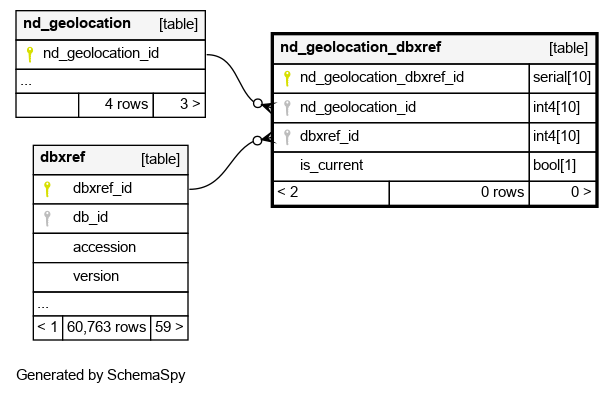 nd_geolocation [table]
nd_geolocation_id
...
4 rows 3 >
dbxref [table]
dbxref_id
db_id
accession
version
...
< 1 60,763 rows 59 >
nd_geolocation_dbxref [table]
nd_geolocation_dbxref_id serial[10]
nd_geolocation_id int4[10]
dbxref_id int4[10]
is_current bool[1]
< 2 0 rows 0 >
Generated by SchemaSpy